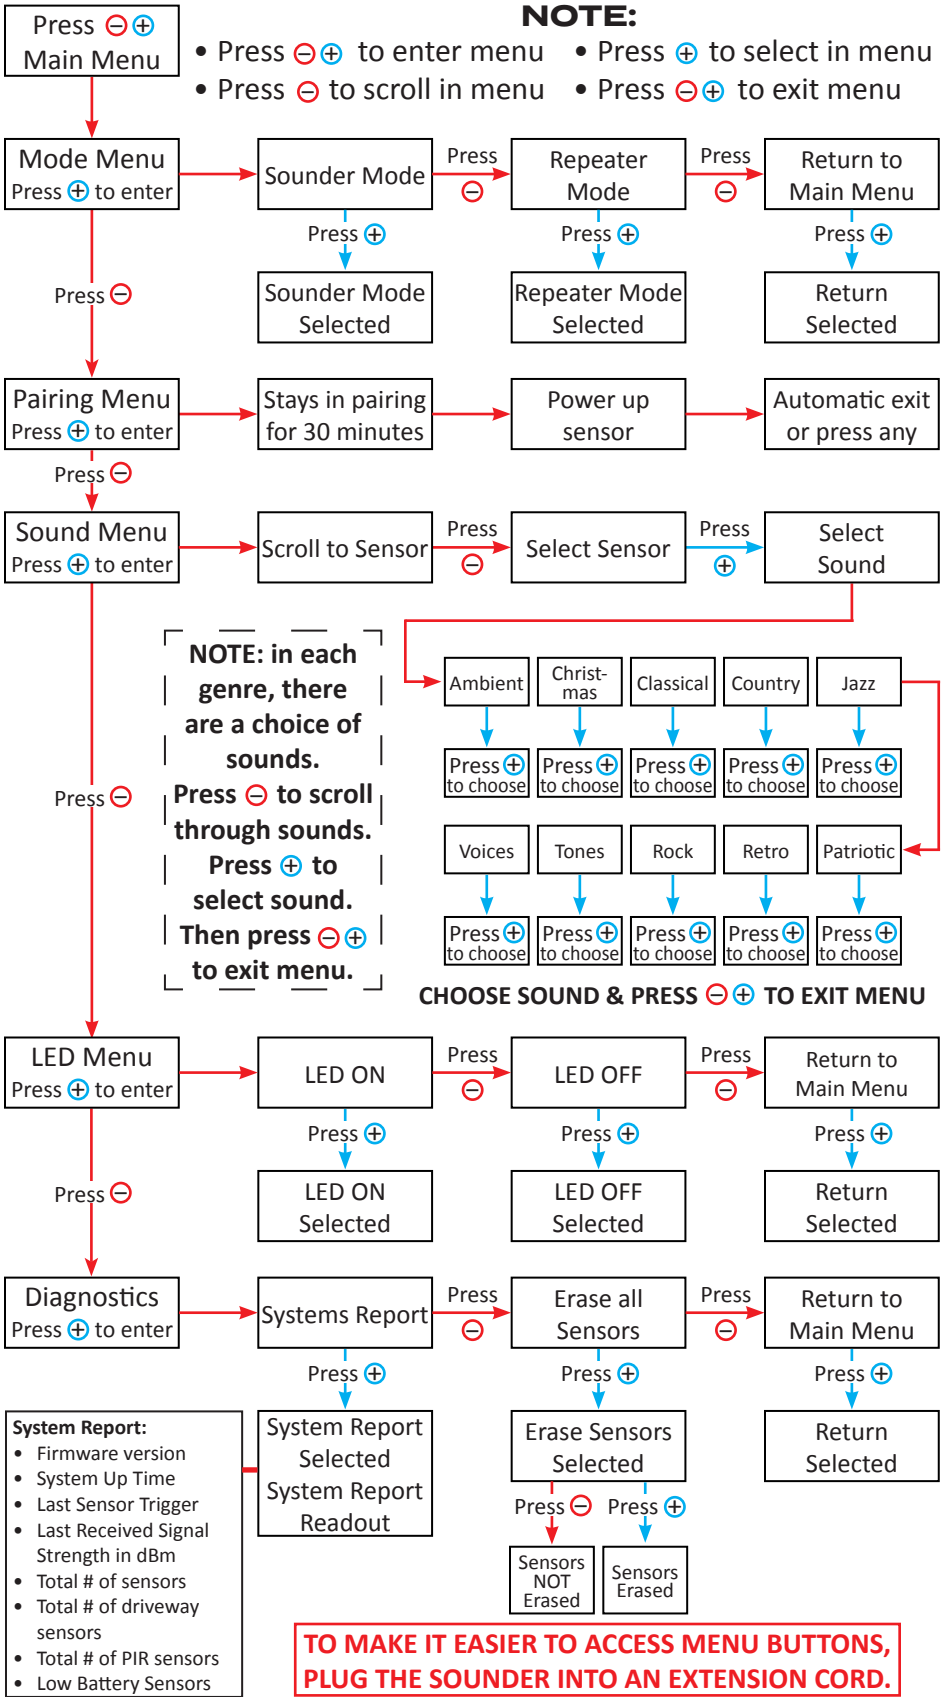 Press ⊖ ⊕
Main Menu
NOTE:
• Press ⊖ ⊕ to enter menu
• Press ⊕ to select in menu
• Press ⊖ to scroll in menu
• Press ⊖ ⊕ to exit menu
Mode Menu
Press ⊕ to enter
Sounder Mode
Press
⊖
Repeater
Mode
Press
⊖
Return to
Main Menu
Press ⊕
Press ⊕
Press ⊕
Sounder Mode
Selected
Repeater Mode
Selected
Return
Selected
Press ⊖
Pairing Menu
Press ⊕ to enter
Stays in pairing
for 30 minutes
Power up
sensor
Automatic exit
or press any
Press ⊖
Sound Menu
Press ⊕ to enter
Scroll to Sensor
Press
⊖
Select Sensor
Press
⊕
Select
Sound
NOTE: in each
genre, there
are a choice of
sounds.
Press ⊖ to scroll
through sounds.
Press ⊕ to
select sound.
Then press ⊖ ⊕
to exit menu.
Ambient
Christ-
mas
Classical
Country
Jazz
Press ⊕
to choose
Press ⊕
to choose
Press ⊕
to choose
Press ⊕
to choose
Press ⊕
to choose
Press ⊖
Voices
Tones
Rock
Retro
Patriotic
Press ⊕
to choose
Press ⊕
to choose
Press ⊕
to choose
Press ⊕
to choose
Press ⊕
to choose
CHOOSE SOUND & PRESS ⊖ ⊕ TO EXIT MENU
LED Menu
Press ⊕ to enter
LED ON
Press
⊖
LED OFF
Press
⊖
Return to
Main Menu
Press ⊕
Press ⊕
Press ⊕
LED ON
Selected
LED OFF
Selected
Return
Selected
Press ⊖
Diagnostics
Press ⊕ to enter
Systems Report
Press
⊖
Erase all
Sensors
Press
⊖
Return to
Main Menu
Press ⊕
Press ⊕
Press ⊕
System Report
Selected
System Report
Readout
Erase Sensors
Selected
Return
Selected
Press ⊖
Press ⊕
Sensors
NOT
Erased
Sensors
Erased
System Report:
• Firmware version
• System Up Time
• Last Sensor Trigger
• Last Received Signal
Strength in dBm
• Total # of sensors
• Total # of driveway
sensors
• Total # of PIR sensors
• Low Battery Sensors
TO MAKE IT EASIER TO ACCESS MENU BUTTONS,
PLUG THE SOUNDER INTO AN EXTENSION CORD.